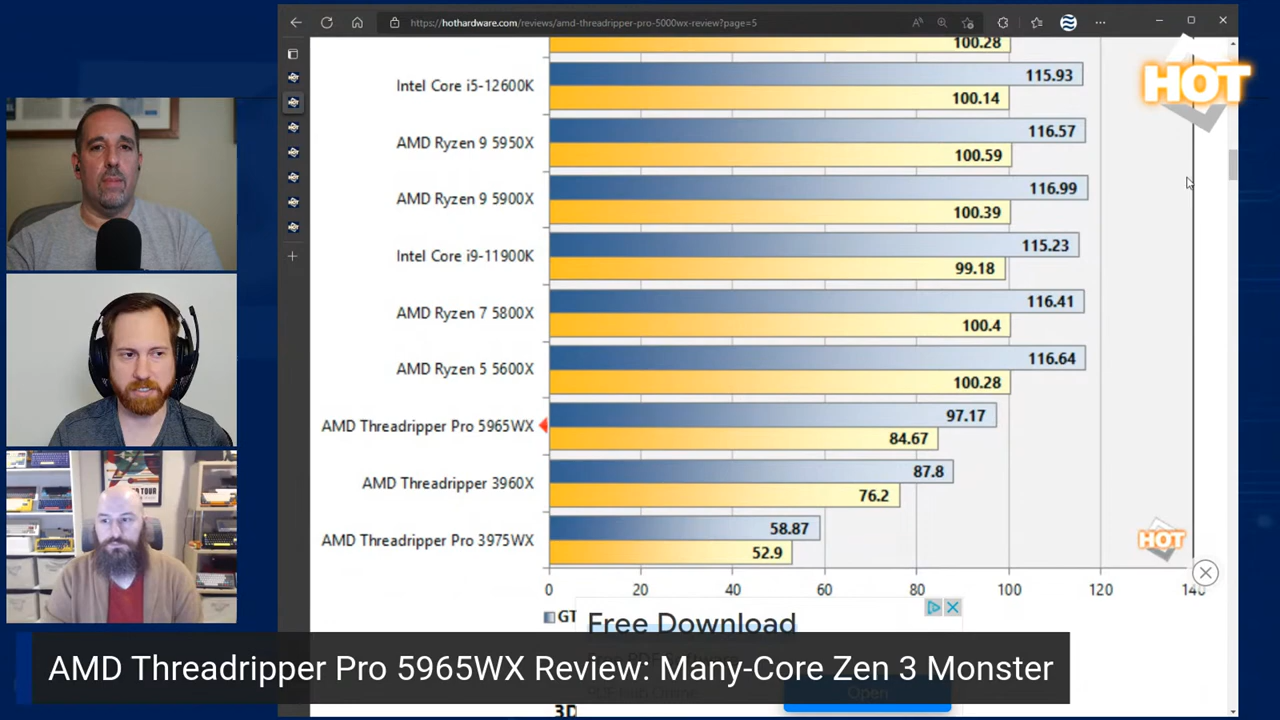 https://hothardware.com/reviews/amd-threadripper-pro-5000wx-review?page=5
HOT
100.28
Intel Core i5-12600K
115.93
100.14
AMD Ryzen 9 5950X
116.57
100.59
AMD Ryzen 9 5900X
116.99
100.39
Intel Core i9-11900K
115.23
99.18
AMD Ryzen 7 5800X
116.41
100.4
AMD Ryzen 5 5600X
116.64
100.28
AMD Threadripper Pro 5965WX
97.17
84.67
AMD Threadripper 3960X
87.8
76.2
AMD Threadripper Pro 3975WX
58.87
52.9
HOT
0 20 40 60 80 100 120 140
GT
Free Download
Open
3D
AMD Threadripper Pro 5965WX Review: Many-Core Zen 3 Monster
TOUR